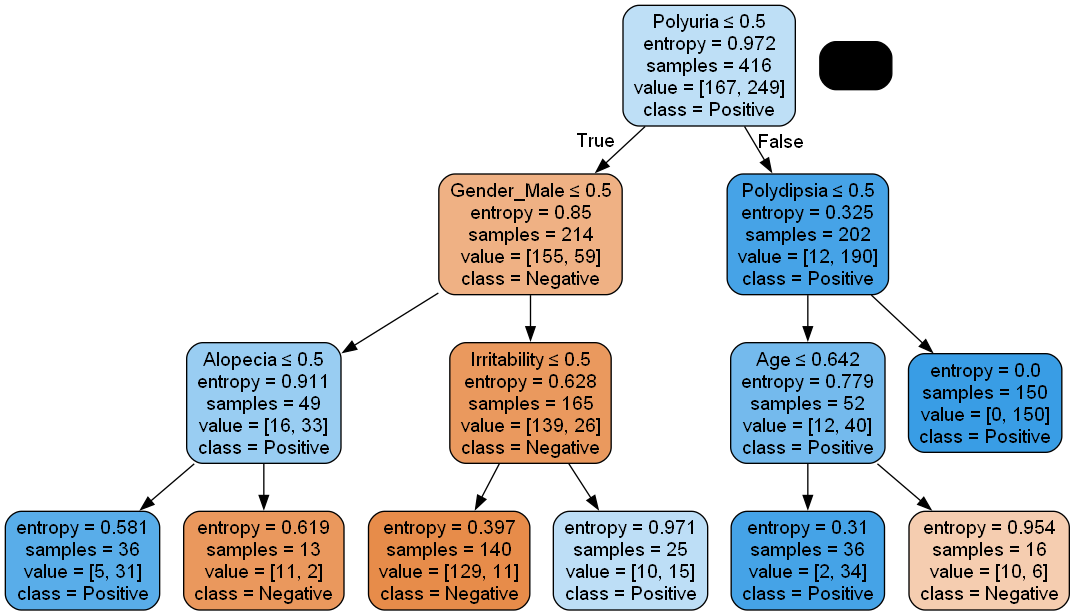 Polyuria ≤ 0.5
entropy = 0.972
samples = 416
value = [167, 249]
class = Positive
True
False
Gender_Male ≤ 0.5
entropy = 0.85
samples = 214
value = [155, 59]
class = Negative
Polydipsia ≤ 0.5
entropy = 0.325
samples = 202
value = [12, 190]
class = Positive
Alopecia ≤ 0.5
entropy = 0.911
samples = 49
value = [16, 33]
class = Positive
Irritability ≤ 0.5
entropy = 0.628
samples = 165
value = [139, 26]
class = Negative
Age ≤ 0.642
entropy = 0.779
samples = 52
value = [12, 40]
class = Positive
entropy = 0.0
samples = 150
value = [0, 150]
class = Positive
entropy = 0.581
samples = 36
value = [5, 31]
class = Positive
entropy = 0.619
samples = 13
value = [11, 2]
class = Negative
entropy = 0.397
samples = 140
value = [129, 11]
class = Negative
entropy = 0.971
samples = 25
value = [10, 15]
class = Positive
entropy = 0.31
samples = 36
value = [2, 34]
class = Positive
entropy = 0.954
samples = 16
value = [10, 6]
class = Negative